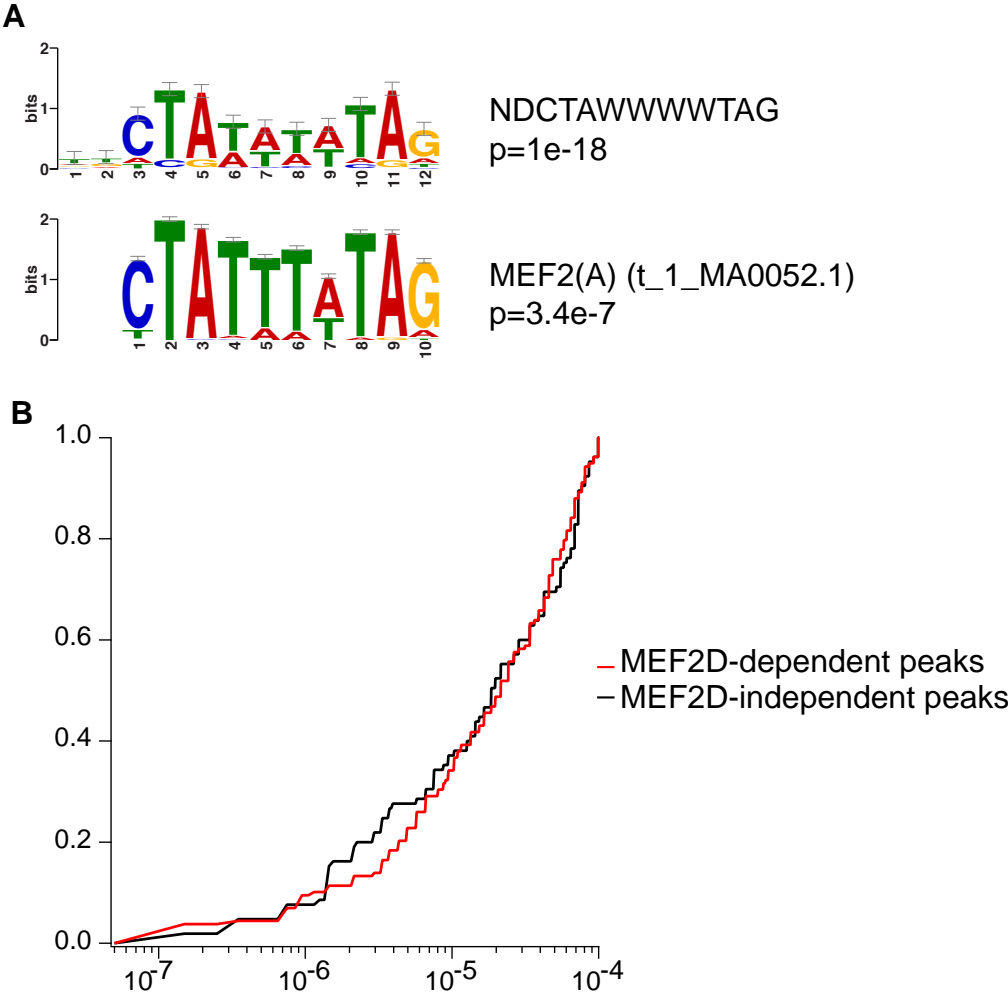 A
2
bits
1
0
1 2 3 4 5 6 7 8 9 10 11 12
NDCTAWWWWTAG
p=1e-18
2
bits
1
0
CTATTTATAG
1 2 3 4 5 6 7 8 9 10
MEF2(A) (t_1_MA0052.1)
p=3.4e-7
B
1.0
0.8
0.6
0.4
0.2
0.0
MEF2D-dependent peaks
MEF2D-independent peaks
10⁻⁷ 10⁻⁶ 10⁻⁵ 10⁻⁴